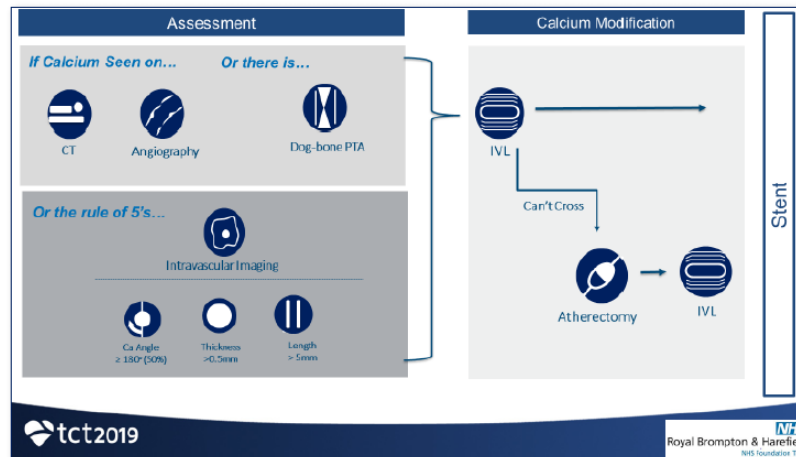 Assessment
Calcium Modification
If Calcium Seen on...
Or there is...
CT
Angiography
Dog-bone PTA
IVL
Can't Cross
Atherectomy
IVL
Stent
Or the rule of 5's...
Intravascular Imaging
Ca Angle
≥ 180° (50%)
Thickness
>0.5mm
Length
> 5mm
tct2019
NH
Royal Brompton & Harefie
NHS Foundation T